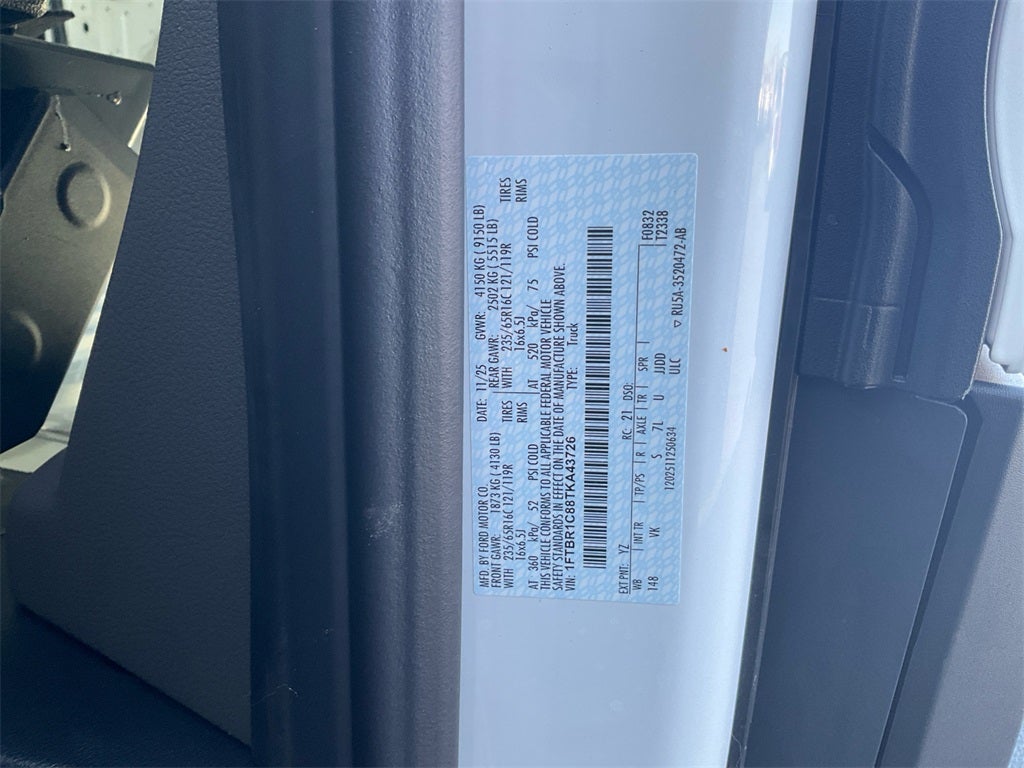 MFD. BY FORD MOTOR CO. DATE: 11/25 GVWR: 4150 KG ( 9150 LB)
FRONT GAWR: 1873 KG ( 4130 LB) REAR GAWR: 2502 KG ( 5515 LB)
WITH 235/65R16C 121/119R TIRES WITH 235/65R16C 121/119R TIRES
16x6.5J RIMS 16x6.5J RIMS
AT 360 kPa/ 52 PSI COLD AT 520 kPa/ 75 PSI COLD
THIS VEHICLE CONFORMS TO ALL APPLICABLE FEDERAL MOTOR VEHICLE
SAFETY STANDARDS IN EFFECT ON THE DATE OF MANUFACTURE SHOWN ABOVE.
VIN: 1FTBR1C88TKA43726 TYPE: Truck
EXT PNT: YZ RC: 21 DSO: F0832
WB INT TR TP/PS R AXLE TR SPR 1T2338
148 VK S 7L U JJDD
ULC
1202511250634 RU5A-3520472-AB